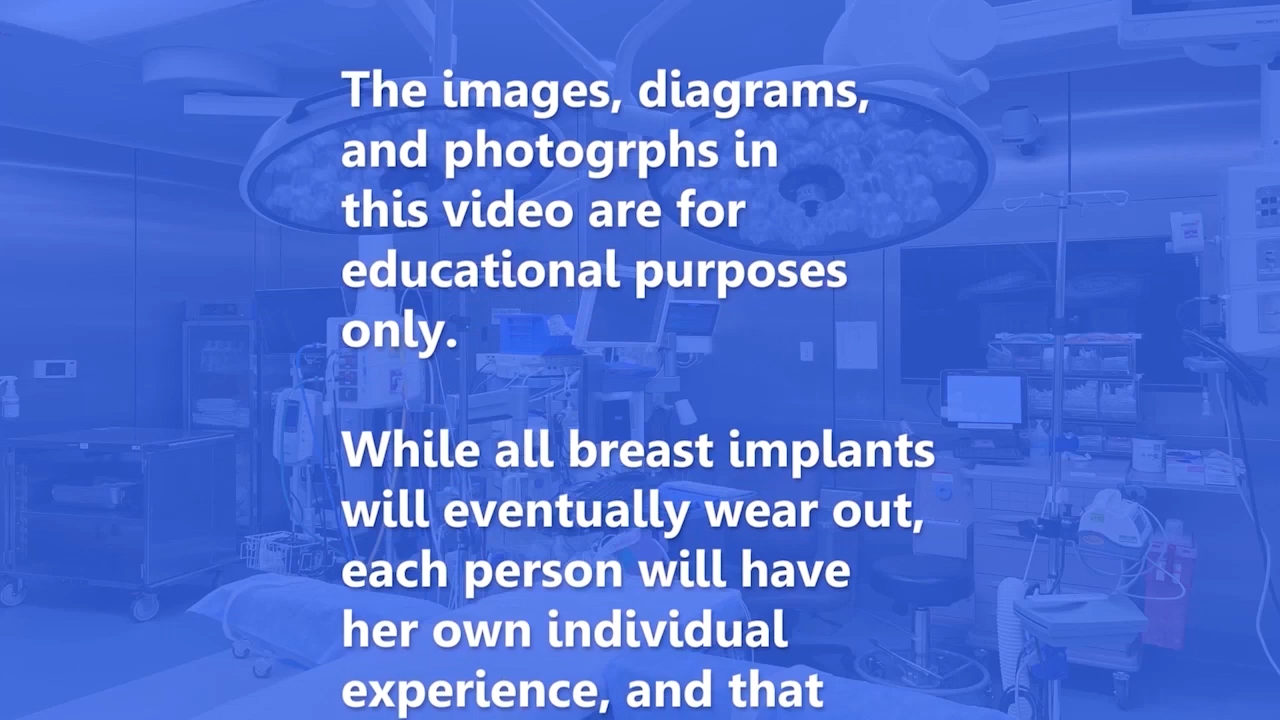 The images, diagrams,
and photogrphs in
this video are for
educational purposes
only.
While all breast implants
will eventually wear out,
each person will have
her own individual
experience, and that